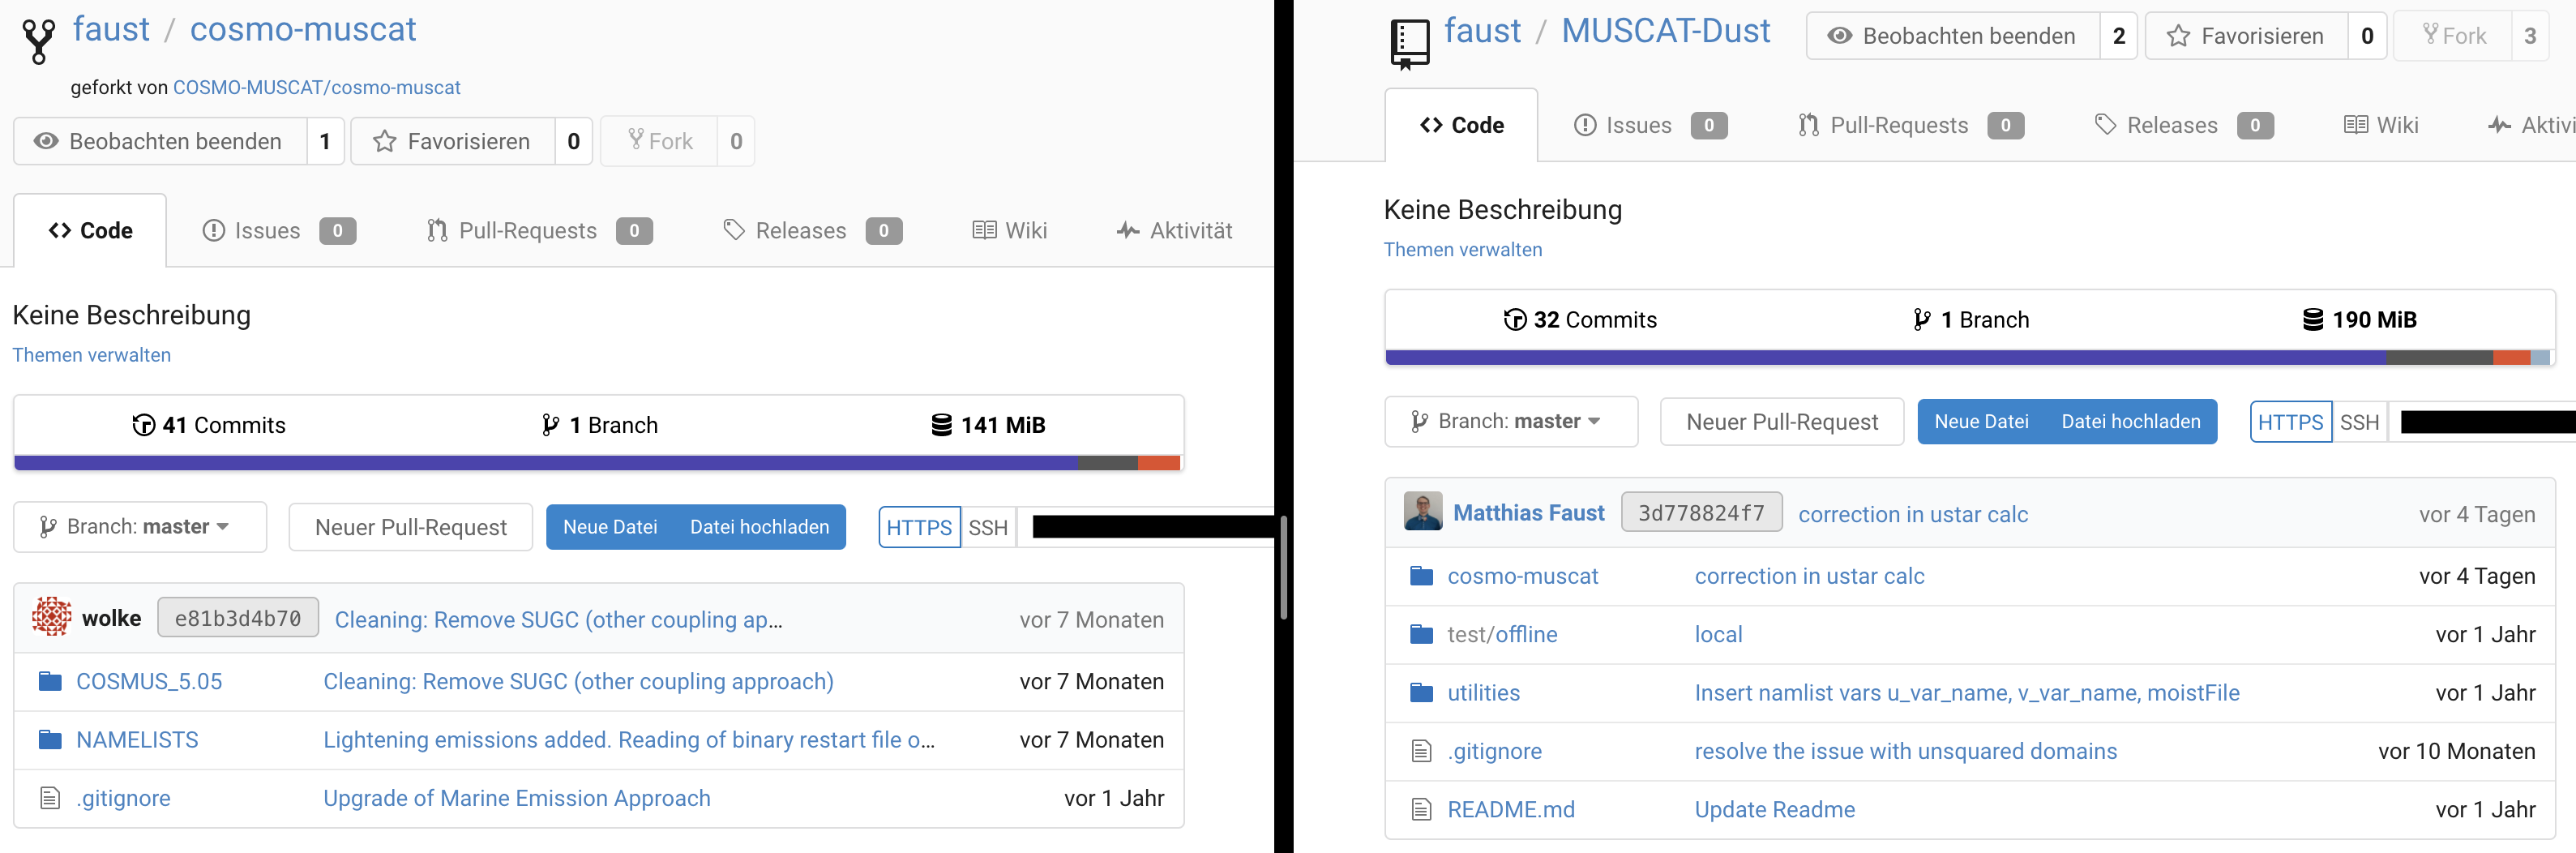 faust / cosmo-muscat
geforkt von COSMO-MUSCAT/cosmo-muscat
Beobachten beenden 1 Favorisieren 0 Fork 0
Code Issues 0 Pull-Requests 0 Releases 0 Wiki Aktivität
Keine Beschreibung
Themen verwalten
41 Commits 1 Branch 141 MiB
Branch: master Neuer Pull-Request Neue Datei Datei hochladen HTTPS SSH
wolke e81b3d4b70 Cleaning: Remove SUGC (other coupling ap... vor 7 Monaten
COSMUS_5.05 Cleaning: Remove SUGC (other coupling approach) vor 7 Monaten
NAMELISTS Lightening emissions added. Reading of binary restart file o... vor 7 Monaten
.gitignore Upgrade of Marine Emission Approach vor 1 Jahr
faust / MUSCAT-Dust Beobachten beenden 2 Favorisieren 0 Fork 3
Code Issues 0 Pull-Requests 0 Releases 0 Wiki Aktivi
Keine Beschreibung
Themen verwalten
32 Commits 1 Branch 190 MiB
Branch: master Neuer Pull-Request Neue Datei Datei hochladen HTTPS SSH
Matthias Faust 3d778824f7 correction in ustar calc vor 4 Tagen
cosmo-muscat correction in ustar calc vor 4 Tagen
test/offline local vor 1 Jahr
utilities Insert namlist vars u_var_name, v_var_name, moistFile vor 1 Jahr
.gitignore resolve the issue with unsquared domains vor 10 Monaten
README.md Update Readme vor 1 Jahr